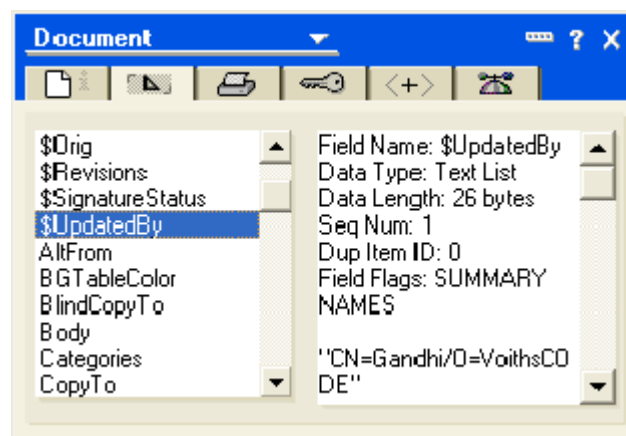 Document
?
X
<+>
$Orig
$Revisions
$SignatureStatus
$UpdatedBy
AltFrom
BGTableColor
BlindCopyTo
Body
Categories
CopyTo
Field Name: $UpdatedBy
Data Type: Text List
Data Length: 26 bytes
Seq Num: 1
Dup Item ID: 0
Field Flags: SUMMARY
NAMES
"CN=Gandhi/O=VoithsCO
DE"